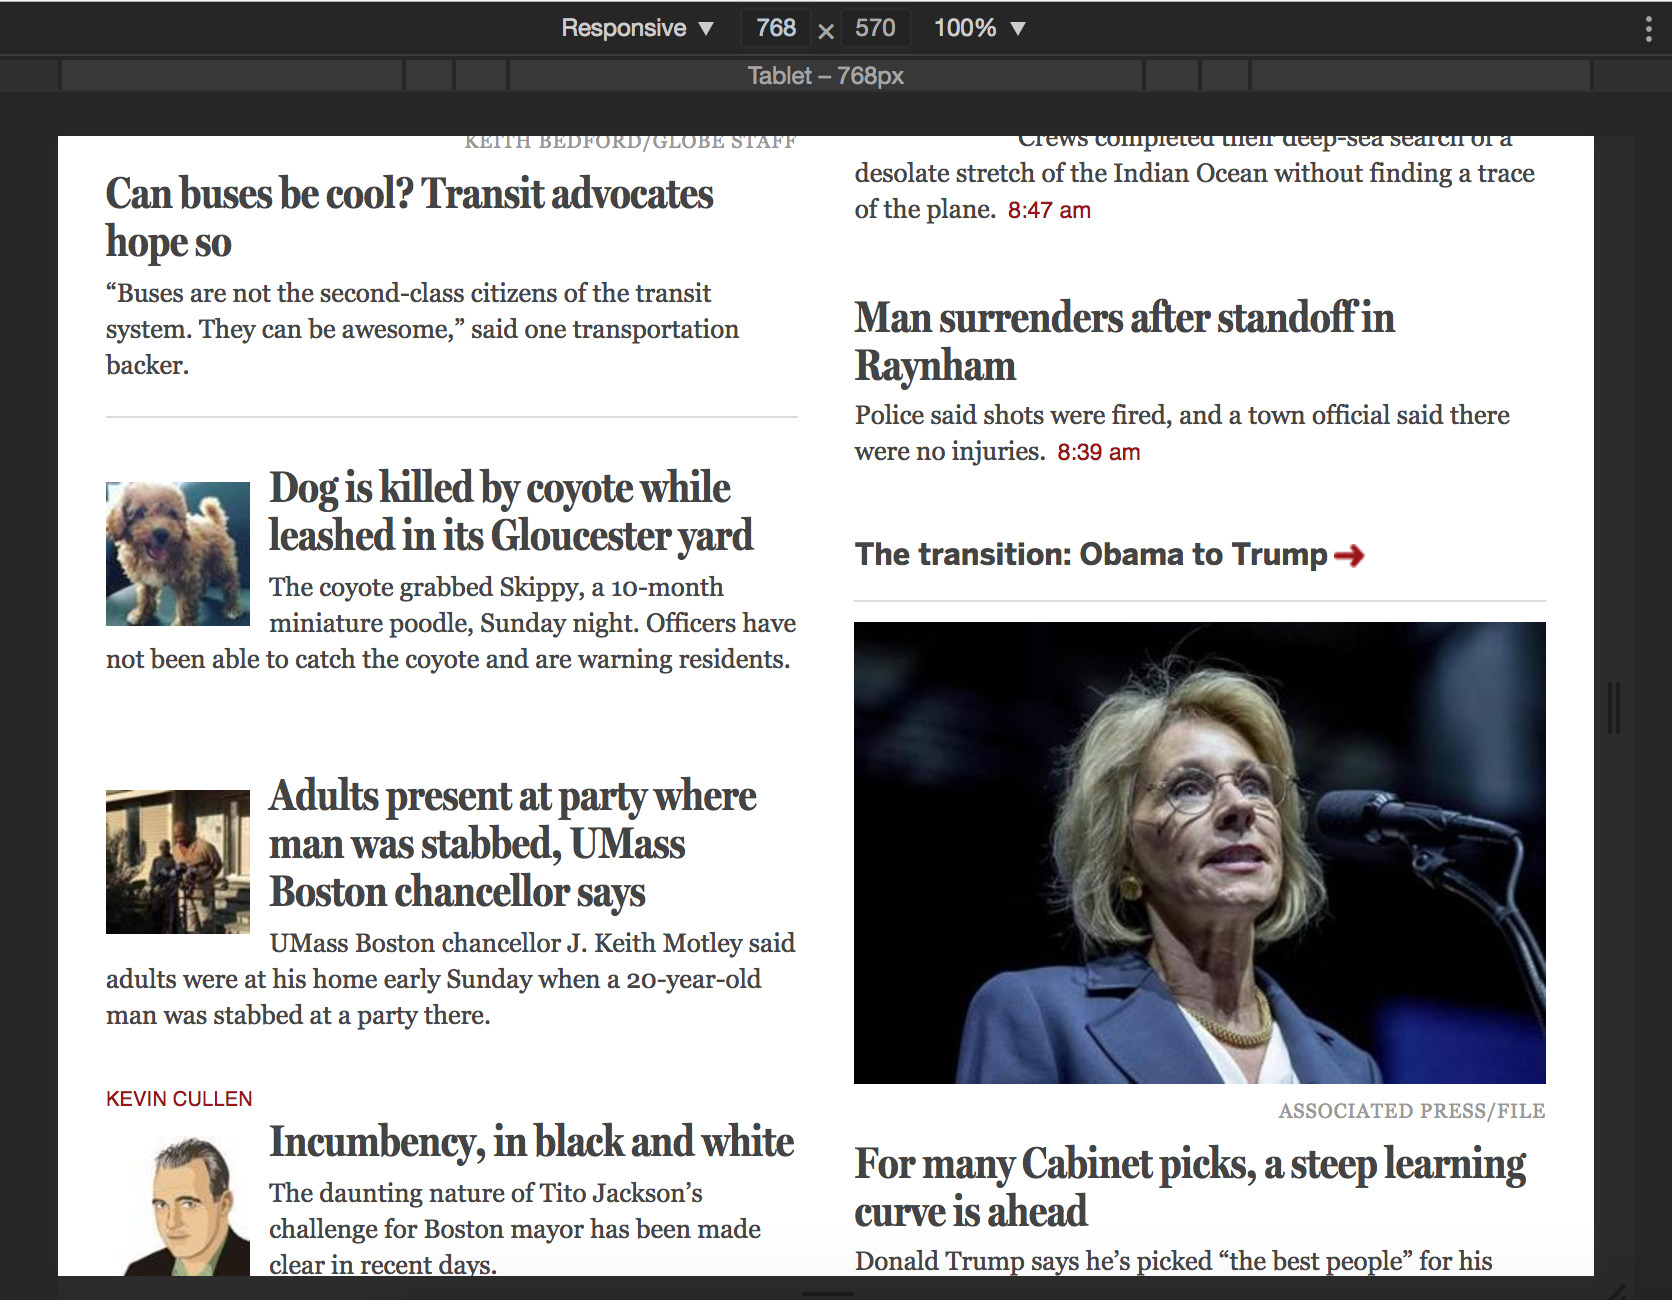 Responsive ▼ 768 × 570 100% ▼
Tablet – 768px
KEITH BEDFORD/GLOBE STAFF
Can buses be cool? Transit advocates
hope so
“Buses are not the second-class citizens of the transit
system. They can be awesome,” said one transportation
backer.
Dog is killed by coyote while
leashed in its Gloucester yard
The coyote grabbed Skippy, a 10-month
miniature poodle, Sunday night. Officers have
not been able to catch the coyote and are warning residents.
Adults present at party where
man was stabbed, UMass
Boston chancellor says
UMass Boston chancellor J. Keith Motley said
adults were at his home early Sunday when a 20-year-old
man was stabbed at a party there.
KEVIN CULLEN
Incumbency, in black and white
The daunting nature of Tito Jackson’s
challenge for Boston mayor has been made
clear in recent days.
Crews completed their deep-sea search of a
desolate stretch of the Indian Ocean without finding a trace
of the plane. 8:47 am
Man surrenders after standoff in
Raynham
Police said shots were fired, and a town official said there
were no injuries. 8:39 am
The transition: Obama to Trump
ASSOCIATED PRESS/FILE
For many Cabinet picks, a steep learning
curve is ahead
Donald Trump says he’s picked “the best people” for his